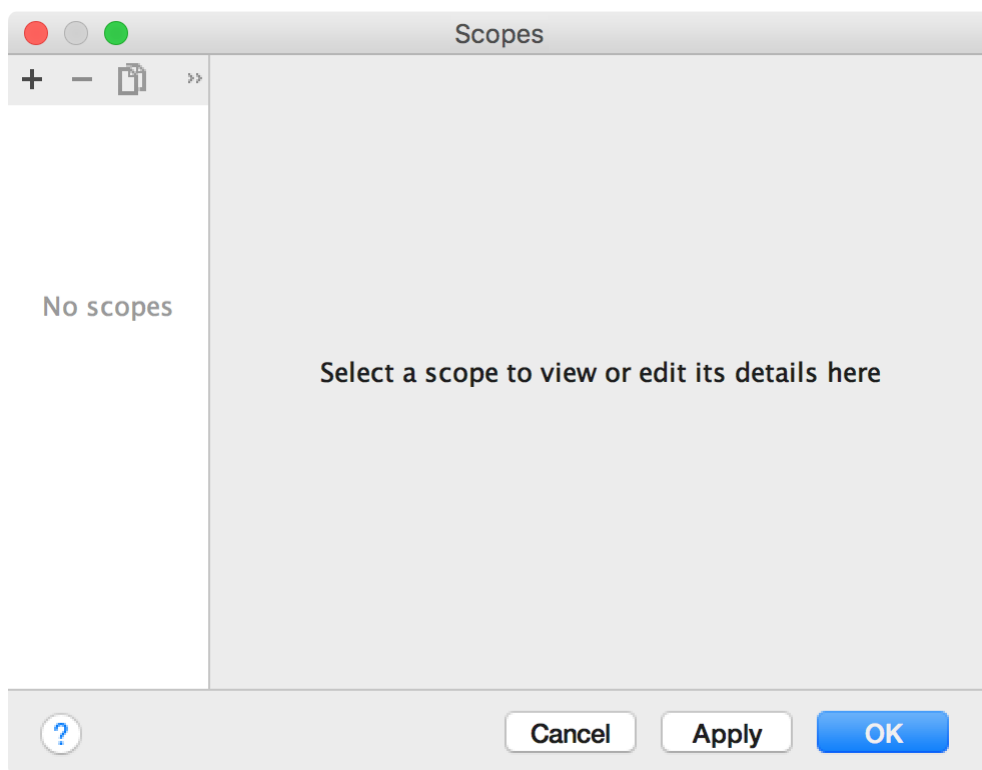 Scopes
No scopes
Select a scope to view or edit its details here
?
Cancel
Apply
OK